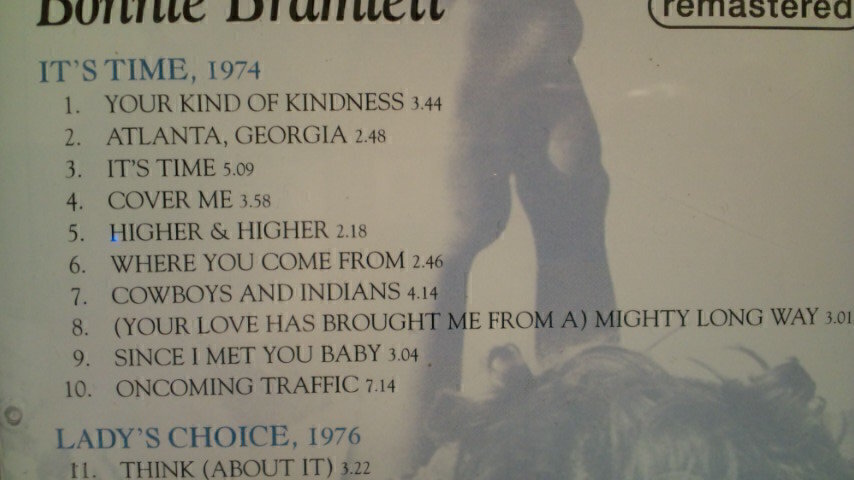 Bonnie Bramlett
remastered
IT'S TIME, 1974
1. YOUR KIND OF KINDNESS 3.44
2. ATLANTA, GEORGIA 2.48
3. IT'S TIME 5.09
4. COVER ME 3.58
5. HIGHER & HIGHER 2.18
6. WHERE YOU COME FROM 2.46
7. COWBOYS AND INDIANS 4.14
8. (YOUR LOVE HAS BROUGHT ME FROM A) MIGHTY LONG WAY 3.01
9. SINCE I MET YOU BABY 3.04
10. ONCOMING TRAFFIC 7.14
LADY'S CHOICE, 1976
11. THINK (ABOUT IT) 3.22